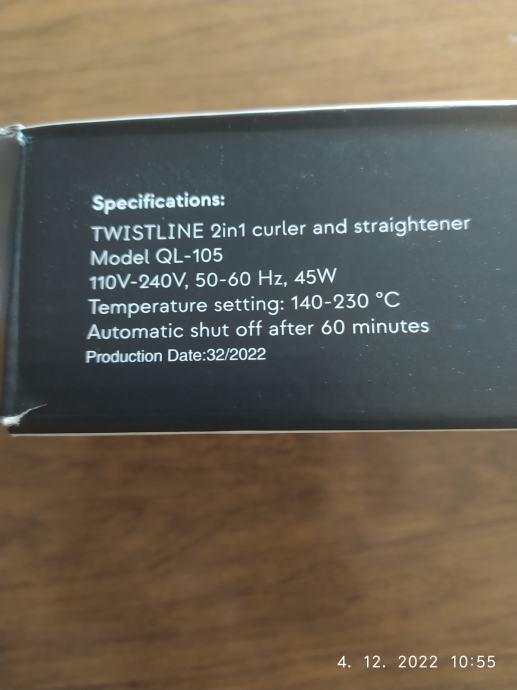 Specifications:
TWISTLINE 2in1 curler and straightener
Model QL-105
110V-240V, 50-60 Hz, 45W
Temperature setting: 140-230 °C
Automatic shut off after 60 minutes
Production Date:32/2022
4. 12. 2022 10:55